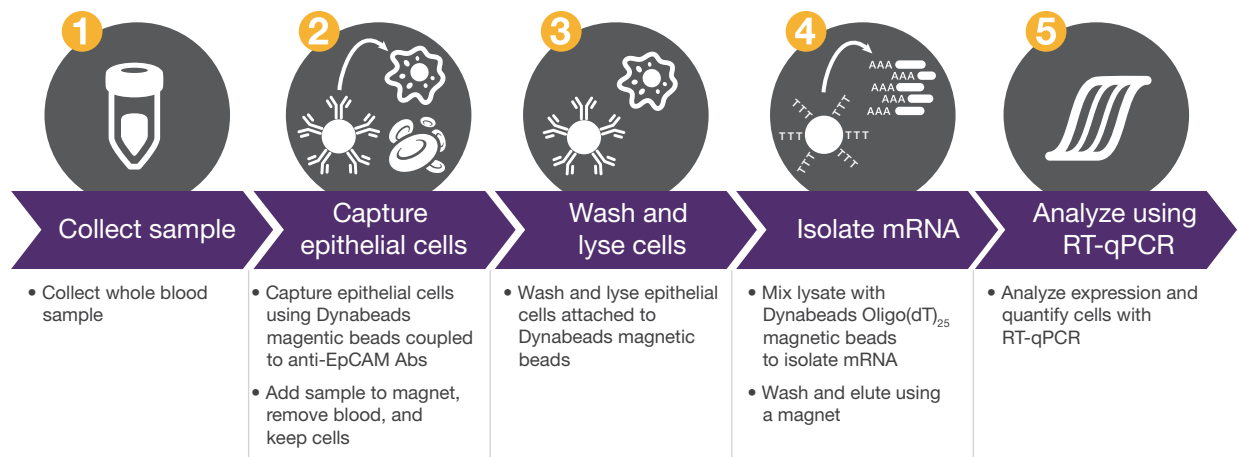 1
2
3
4
5
AAA
AAA
AAA
AAA
AAA
TTT
TTT
TTT
TTT
TTT
TTT
Collect sample
Capture
epithelial cells
Wash and
lyse cells
Isolate mRNA
Analyze using
RT-qPCR
• Collect whole blood
sample
• Capture epithelial cells
using Dynabeads
magentic beads coupled
to anti-EpCAM Abs
• Add sample to magnet,
remove blood, and
keep cells
• Wash and lyse epithelial
cells attached to
Dynabeads magnetic
beads
• Mix lysate with
Dynabeads Oligo(dT)₂₅
magnetic beads
to isolate mRNA
• Wash and elute using
a magnet
• Analyze expression and
quantify cells with
RT-qPCR